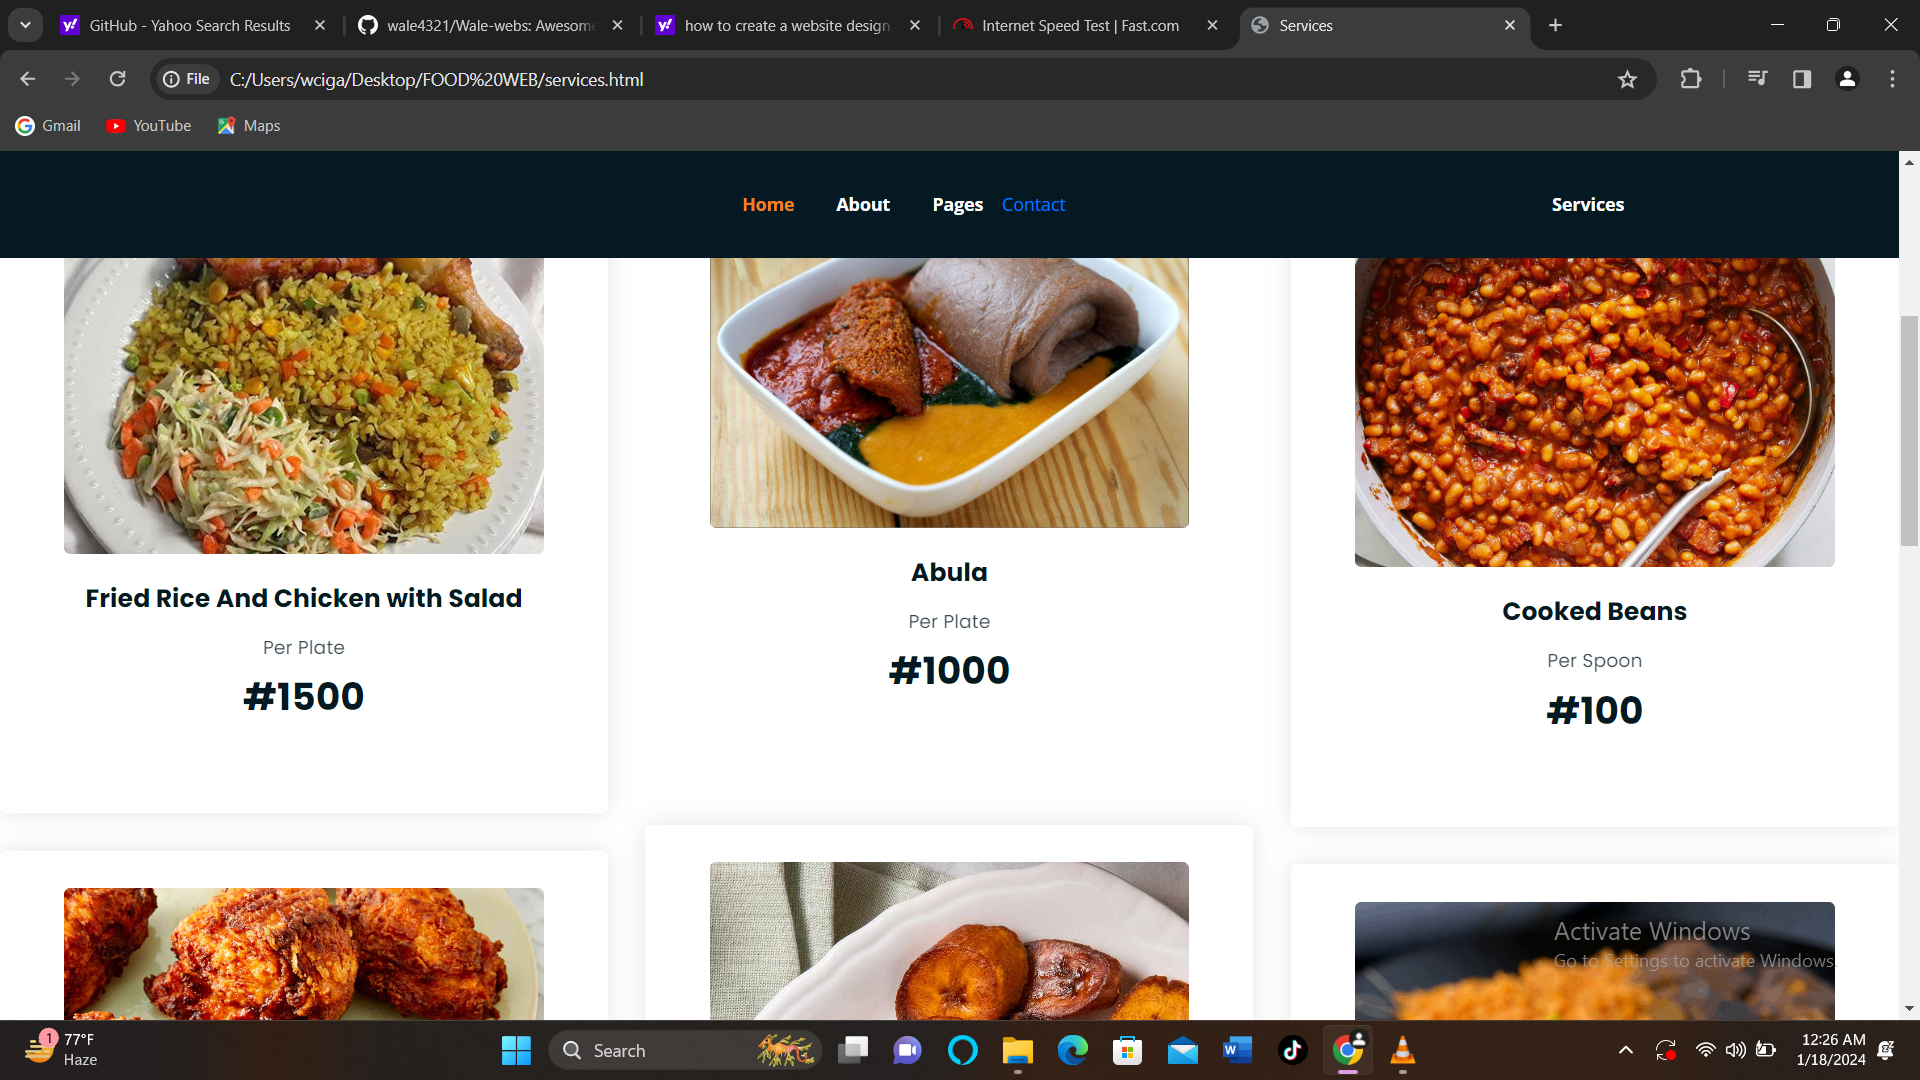 GitHub - Yahoo Search Results
wale4321/Wale-webs: Awesome
how to create a website design
Internet Speed Test | Fast.com
Services
File
C:/Users/wciga/Desktop/FOOD%20WEB/services.html
Gmail
YouTube
Maps
Home
About
Pages
Contact
Services
Fried Rice And Chicken with Salad
Per Plate
#1500
Abula
Per Plate
#1000
Cooked Beans
Per Spoon
#100
Activate Windows
Go to Settings to activate Windows.
1
77°F
Haze
Search
12:26 AM
1/18/2024